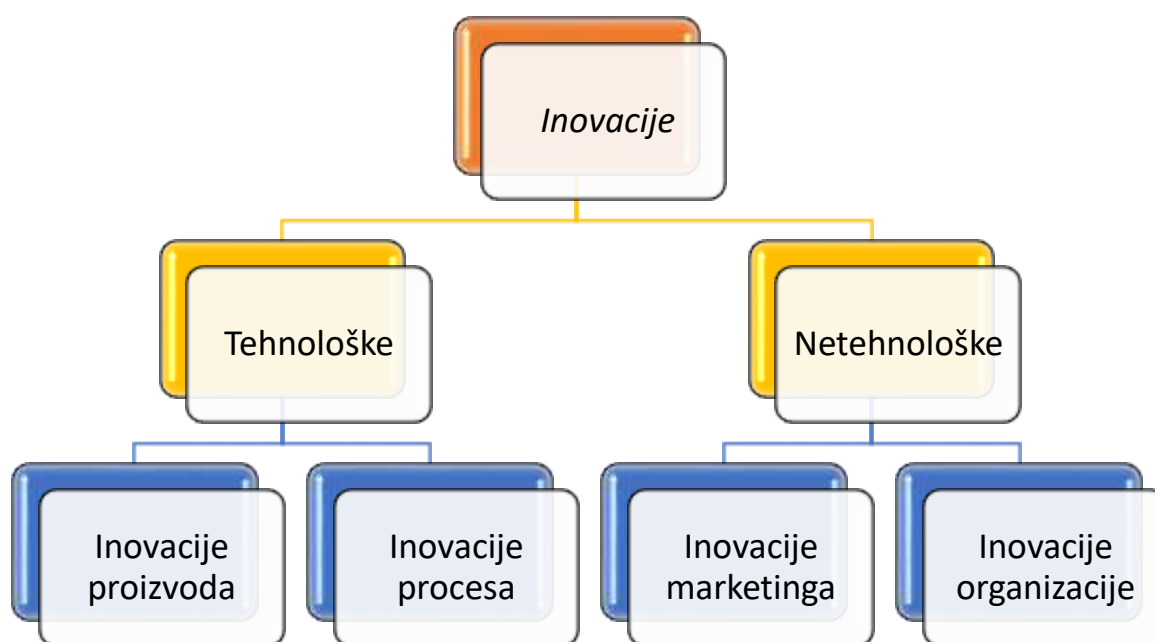 Inovacije
Tehnološke
Netehnološke
Inovacije
proizvoda
Inovacije
procesa
Inovacije
marketinga
Inovacije
organizacije